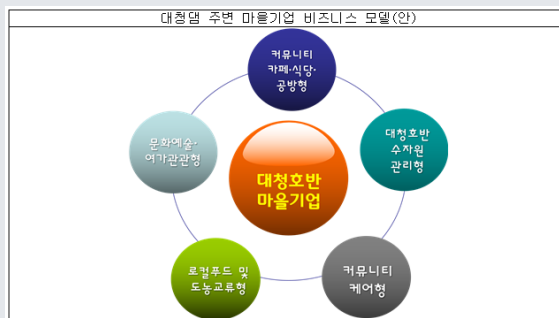 대청댐 주변 마을기업 비즈니스 모델(안)
커뮤니티
카페·식당·
공방형
문화예술·
여가관관형
대청호반
수자원
관리형
대청호반
마을기업
로컬푸드 및
도농교류형
커뮤니티
케어형